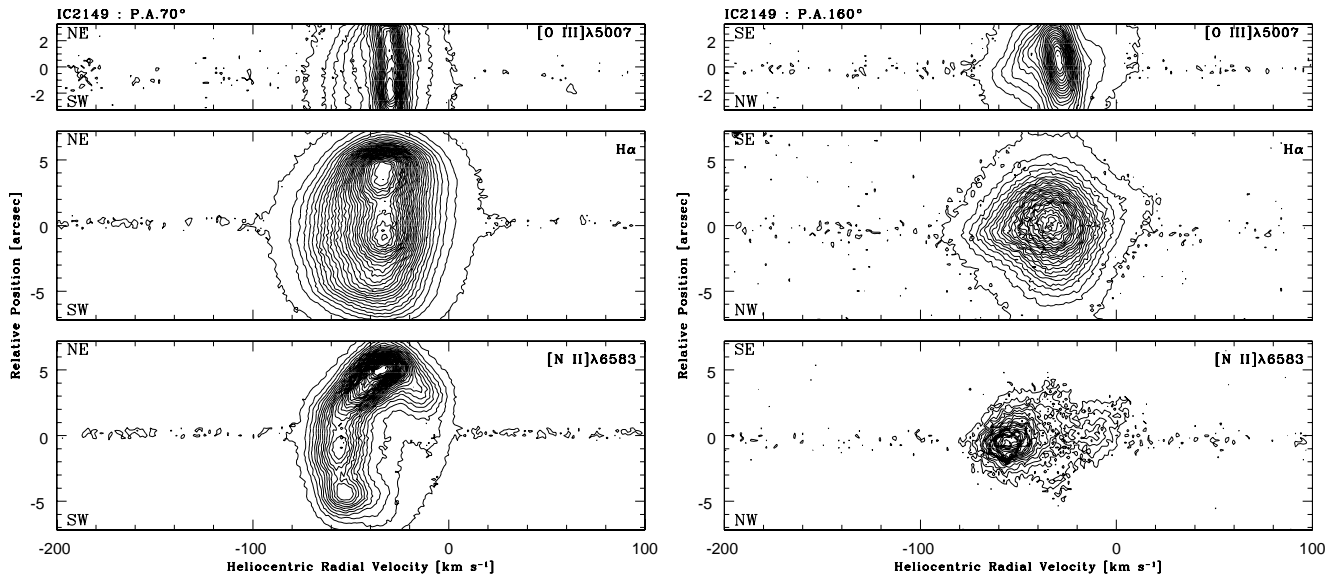 IC2149 : P.A.70°
NE
[O III]λ5007
2
0
-2
SW
NE
Hα
5
0
-5
SW
NE
[N II]λ6583
5
0
-5
SW
Relative Position [arcsec]
-200
-100
0
100
Heliocentric Radial Velocity [km s⁻¹]
IC2149 : P.A.160°
SE
[O III]λ5007
2
0
-2
NW
SE
Hα
5
0
-5
NW
SE
[N II]λ6583
5
0
-5
NW
Relative Position [arcsec]
-200
-100
0
100
Heliocentric Radial Velocity [km s⁻¹]